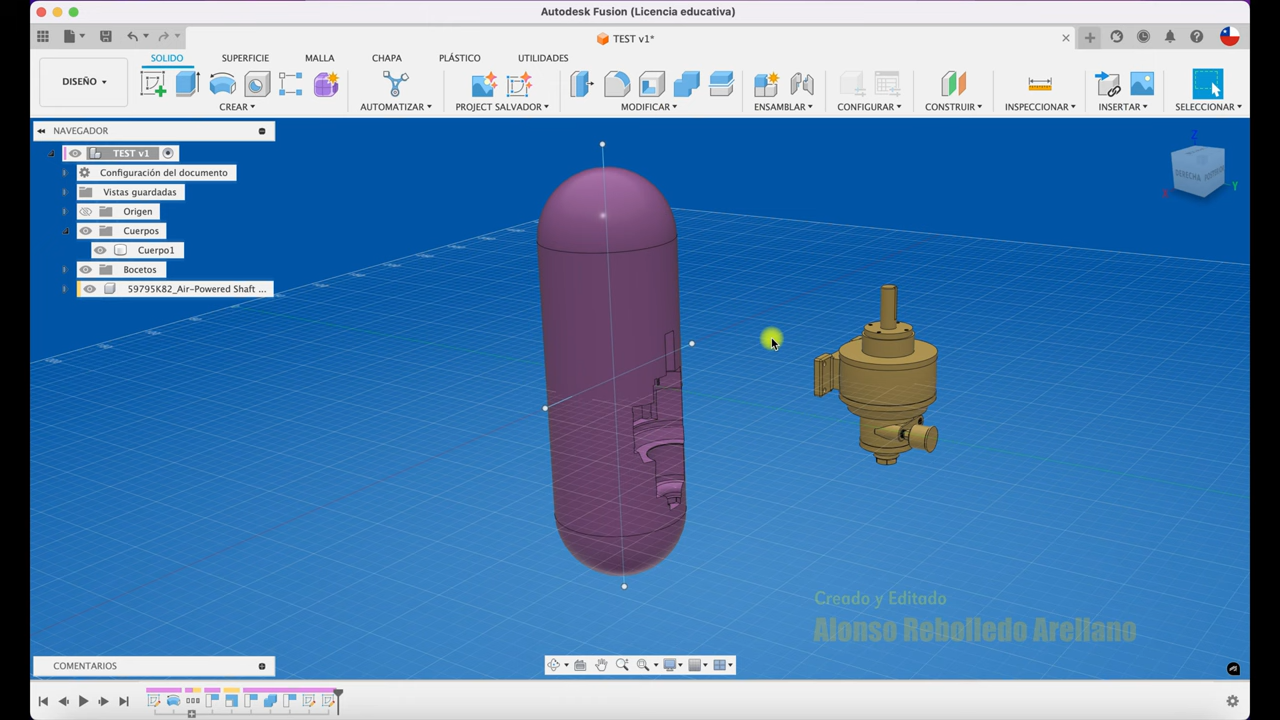 Autodesk Fusion (Licencia educativa)
TEST v1*
SOLIDO SUPERFICIE MALLA CHAPA PLÁSTICO UTILIDADES
DISEÑO
CREAR AUTOMATIZAR PROJECT SALVADOR MODIFICAR ENSAMBLAR CONFIGURAR CONSTRUIR INSPECCIONAR INSERTAR SELECCIONAR
NAVEGADOR
TEST v1
Configuración del documento
Vistas guardadas
Origen
Cuerpos
Cuerpo1
Bocetos
59795K82_Air-Powered Shaft ...
Z
DERECHA
X
Y
Creado y Editado
Alonso Rebolledo Arellano
COMENTARIOS